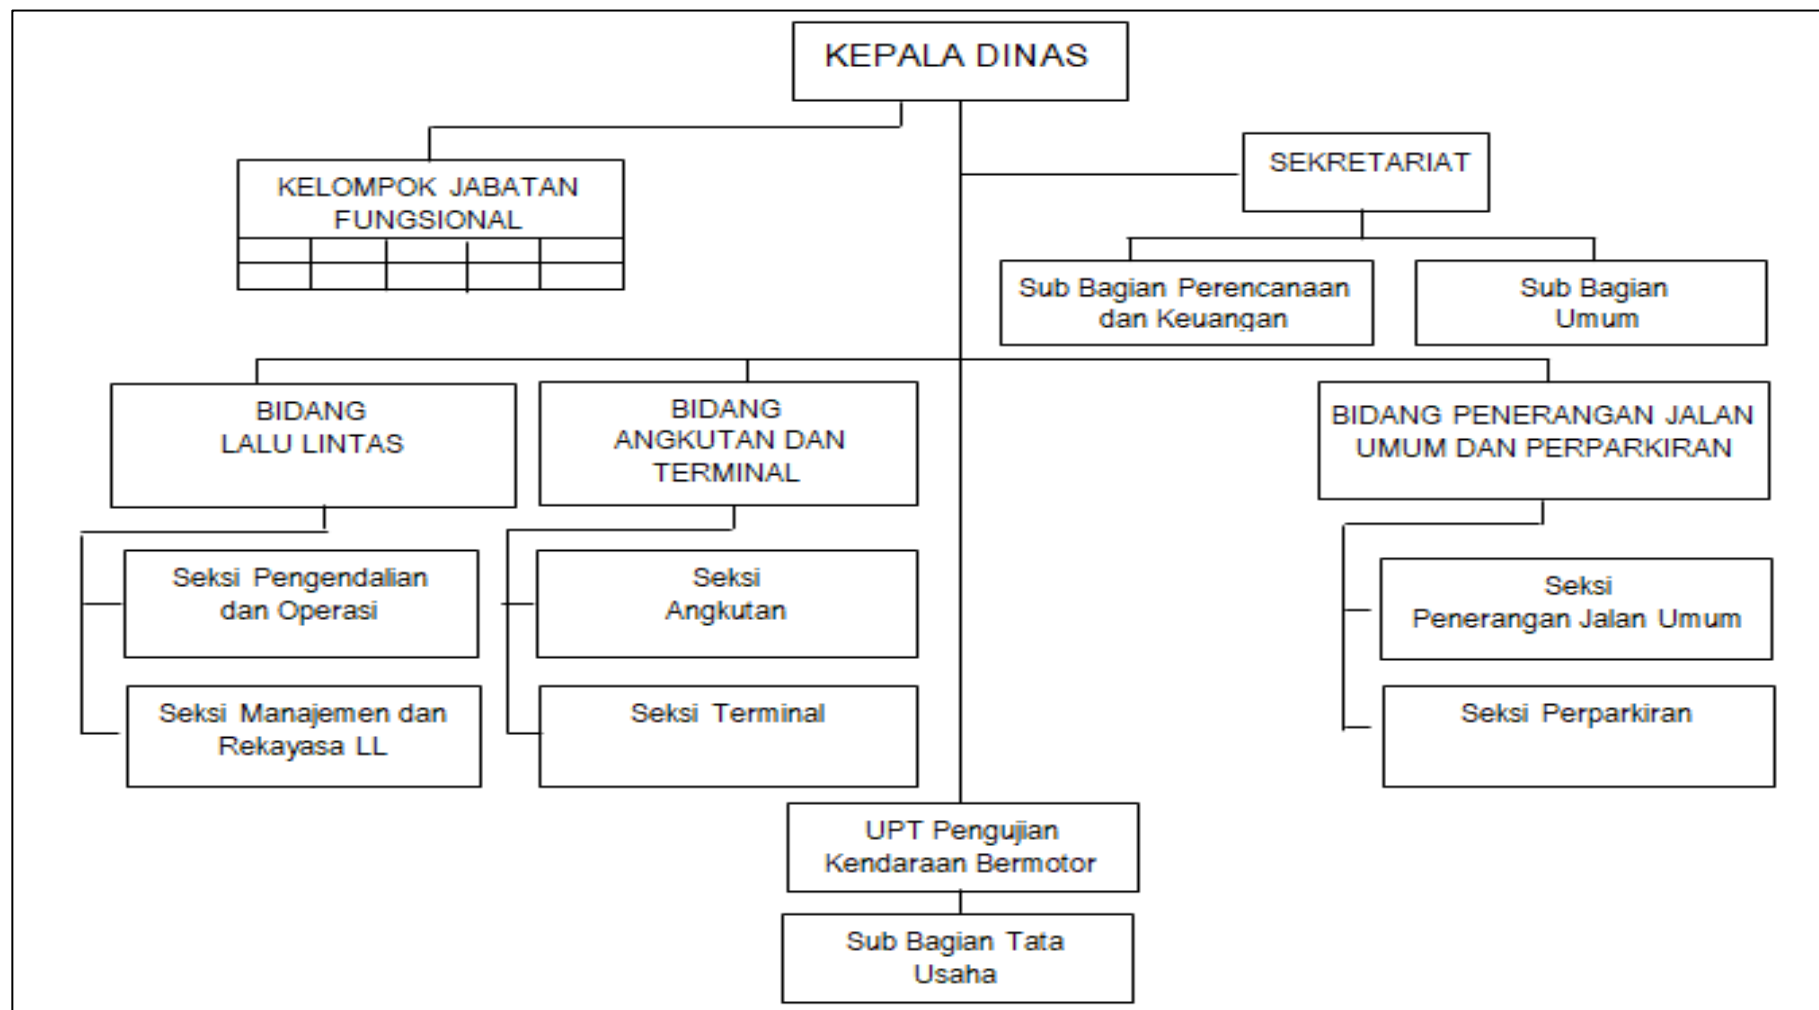 KEPALA DINAS
KELOMPOK JABATAN
FUNGSIONAL
SEKRETARIAT
Sub Bagian Perencanaan
dan Keuangan
Sub Bagian
Umum
BIDANG
LALU LINTAS
BIDANG
ANGKUTAN DAN
TERMINAL
BIDANG PENERANGAN JALAN
UMUM DAN PERPARKIRAN
Seksi Pengendalian
dan Operasi
Seksi
Angkutan
Seksi
Penerangan Jalan Umum
Seksi Manajemen dan
Rekayasa LL
Seksi Terminal
Seksi Perparkiran
UPT Pengujian
Kendaraan Bermotor
Sub Bagian Tata
Usaha